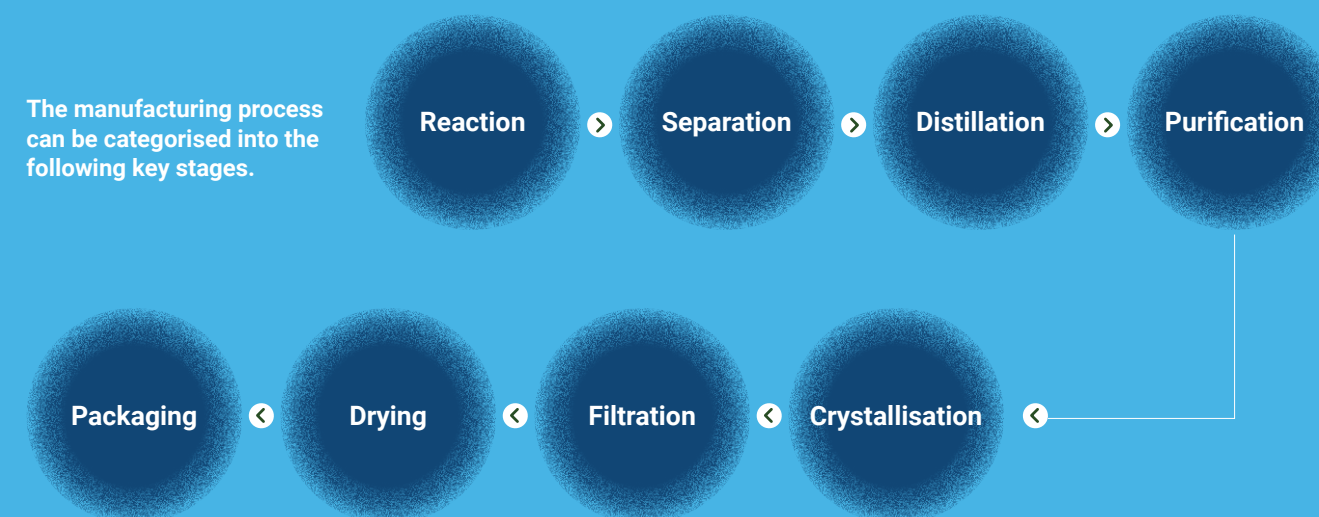 The manufacturing process
can be categorised into the
following key stages.
Reaction
Separation
Distillation
Purification
Crystallisation
Filtration
Drying
Packaging